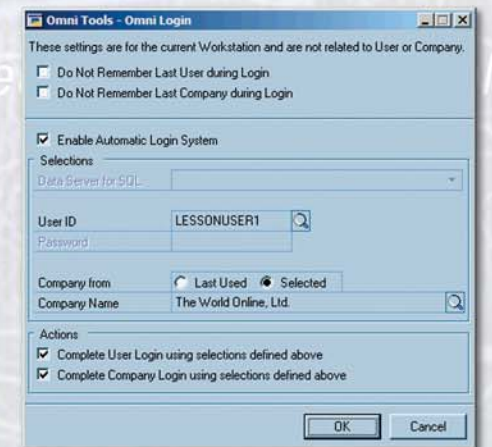 Omni Tools - Omni Login
These settings are for the current Workstation and are not related to User or Company.
Do Not Remember Last User during Login
Do Not Remember Last Company during Login
Enable Automatic Login System
Selections
Data Server for SQL
User ID LESSONUSER1
Password
Company from Last Used Selected
Company Name The World Online, Ltd.
Actions
Complete User Login using selections defined above
Complete Company Login using selections defined above
OK Cancel